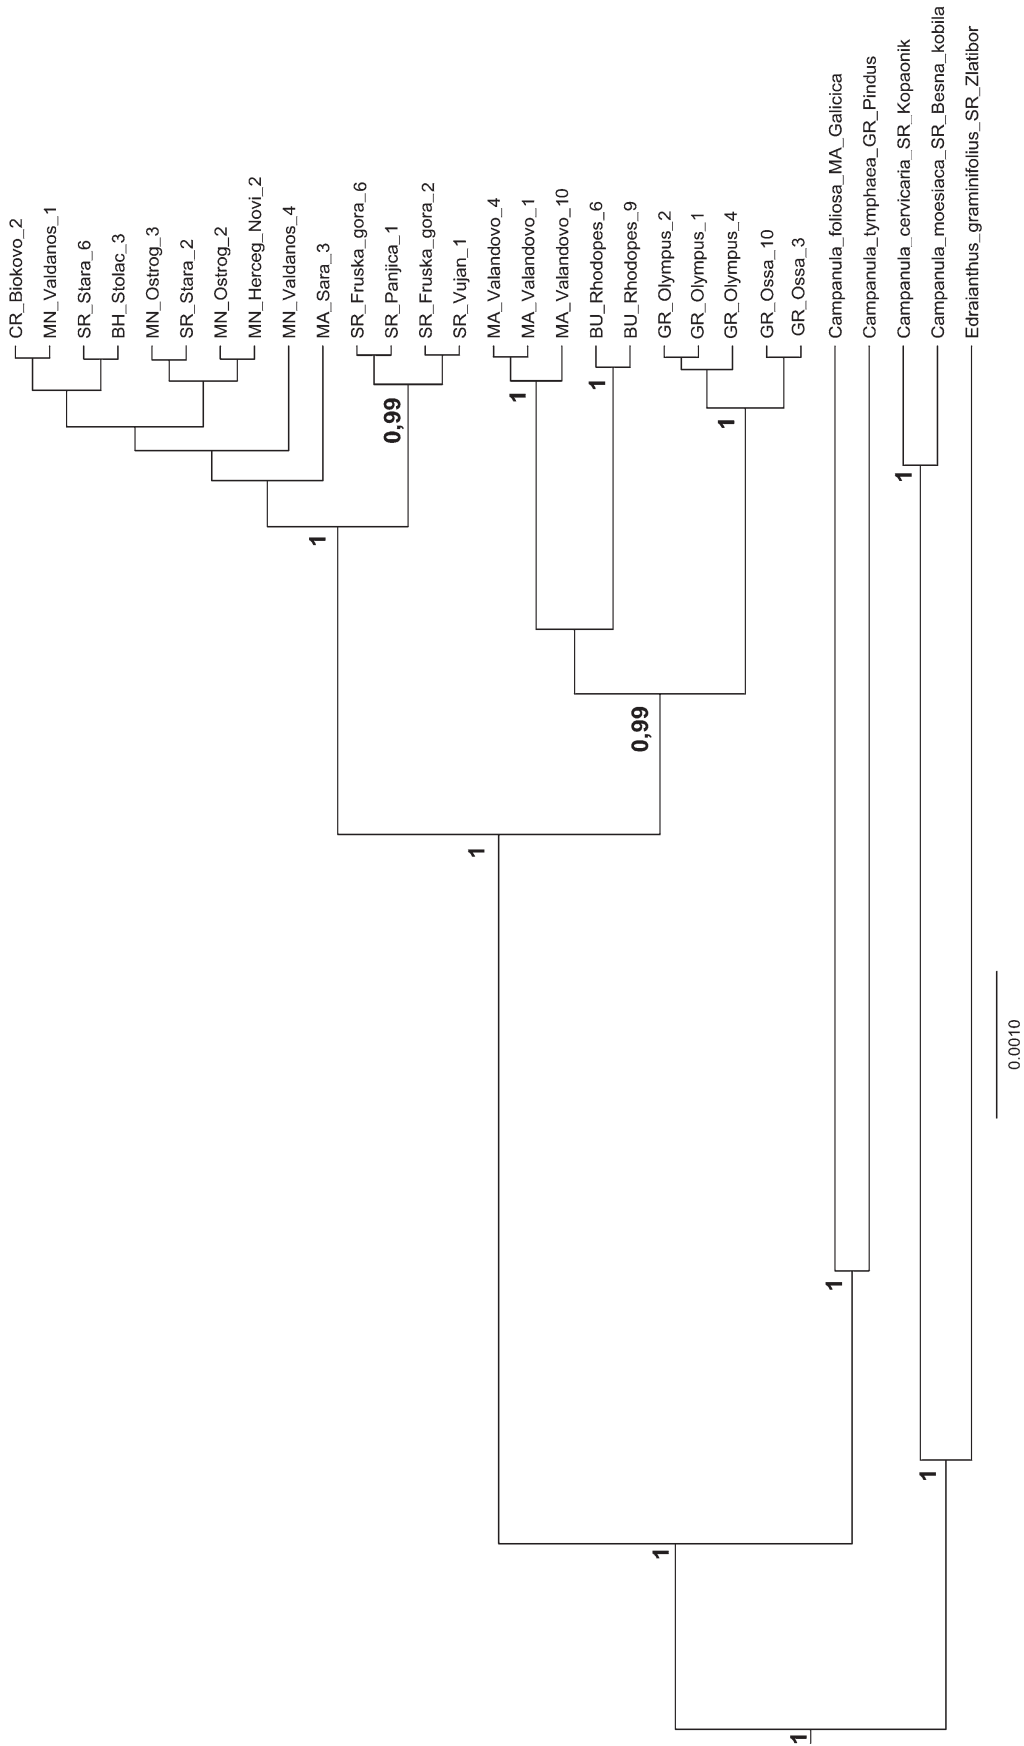 CR_Biokovo_2
MN_Valdanos_1
SR_Stara_6
BH_Stolac_3
MN_Ostrog_3
SR_Stara_2
MN_Ostrog_2
MN_Herceg_Novi_2
MN_Valdanos_4
MA_Sara_3
SR_Fruska_gora_6
SR_Panjica_1
SR_Fruska_gora_2
SR_Vujan_1
MA_Valandovo_4
MA_Valandovo_1
MA_Valandovo_10
BU_Rhodopes_6
BU_Rhodopes_9
GR_Olympus_2
GR_Olympus_1
GR_Olympus_4
GR_Ossa_10
GR_Ossa_3
Campanula_foliosa_MA_Galicica
Campanula_tymphaea_GR_Pindus
Campanula_cervicaria_SR_Kopaonik
Campanula_moesiaca_SR_Besna_kobila
Edraianthus_graminifolius_SR_Zlatibor
1
0,99
1
1
1
0,99
1
1
1
1
1
1
0.0010